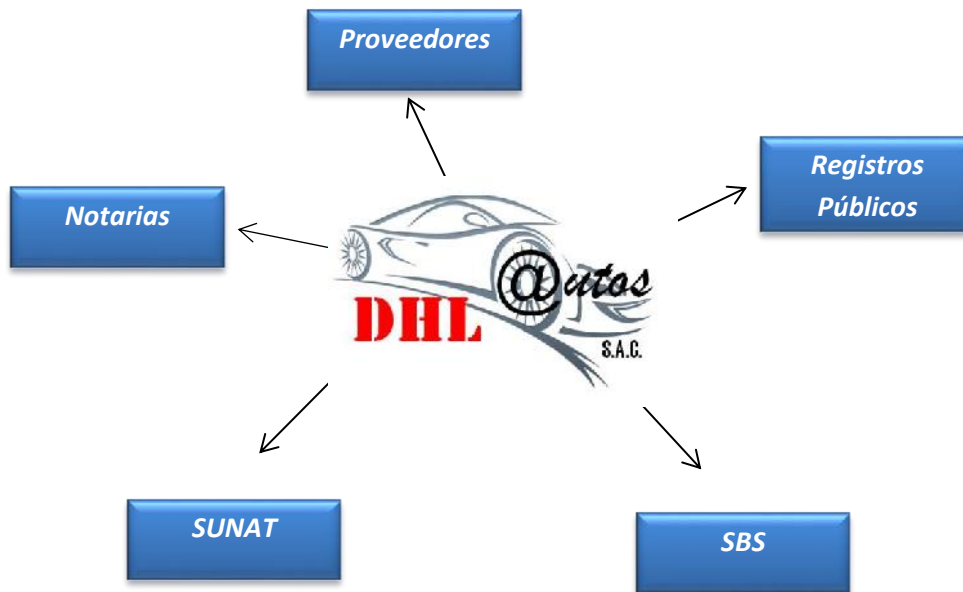 Proveedores
Registros
Públicos
Notarias
@utos
DHL
S.A.C.
SUNAT
SBS